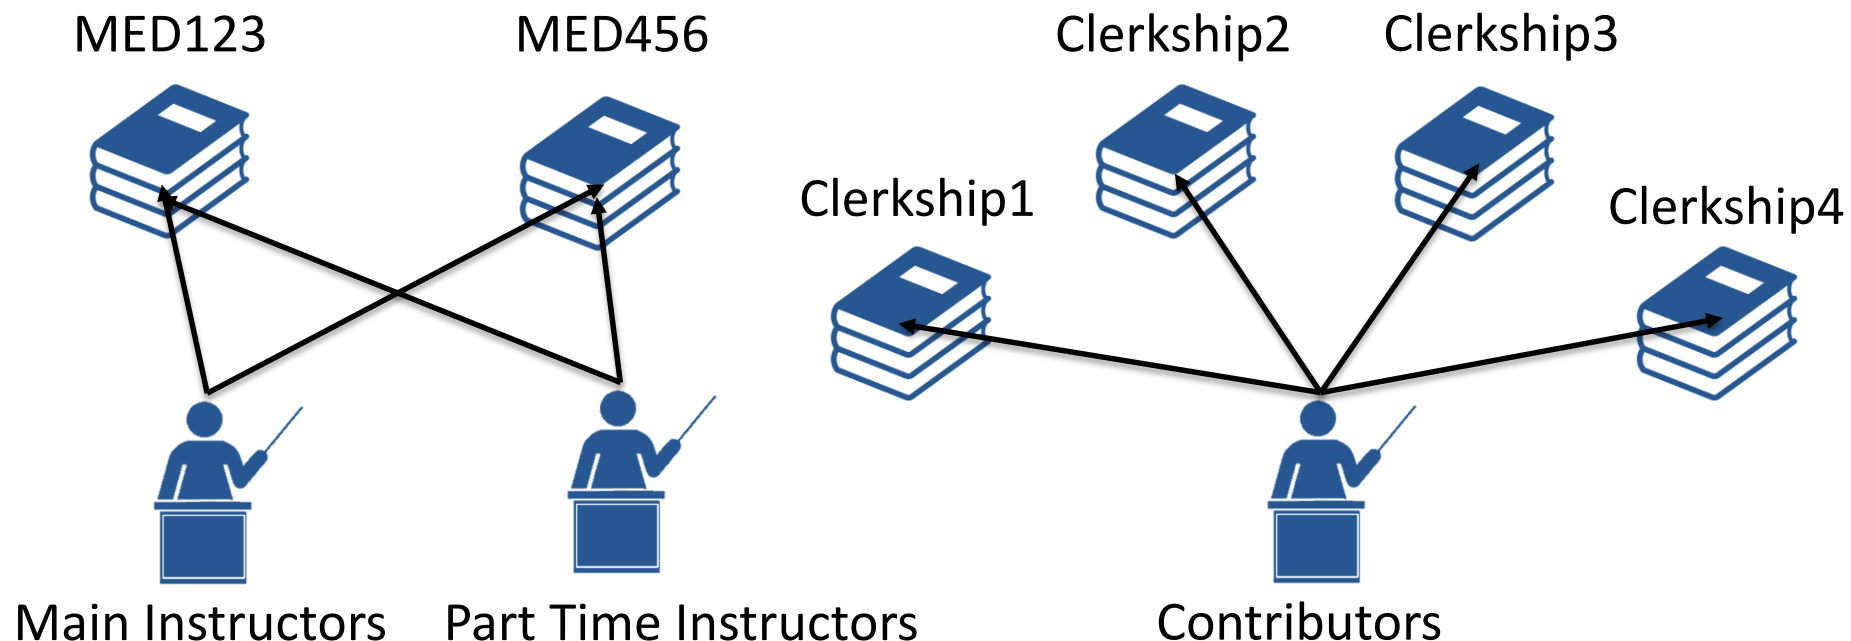 MED123
MED456
Clerkship2
Clerkship3
Clerkship1
Clerkship4
Main Instructors
Part Time Instructors
Contributors